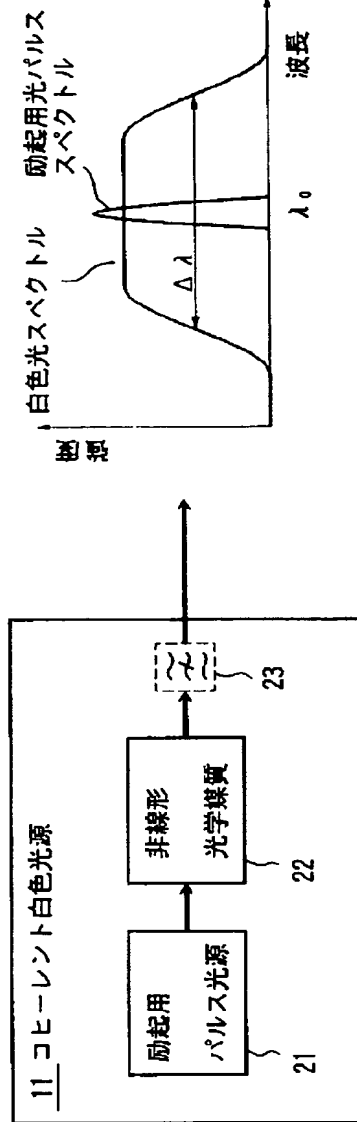 11 コヒーレント白色光源
励起用
パルス光源
21
非線形
光学媒質
22
23
強度
白色光スペクトル
励起用光パルス
スペクトル
Δλ
λ₀
波長